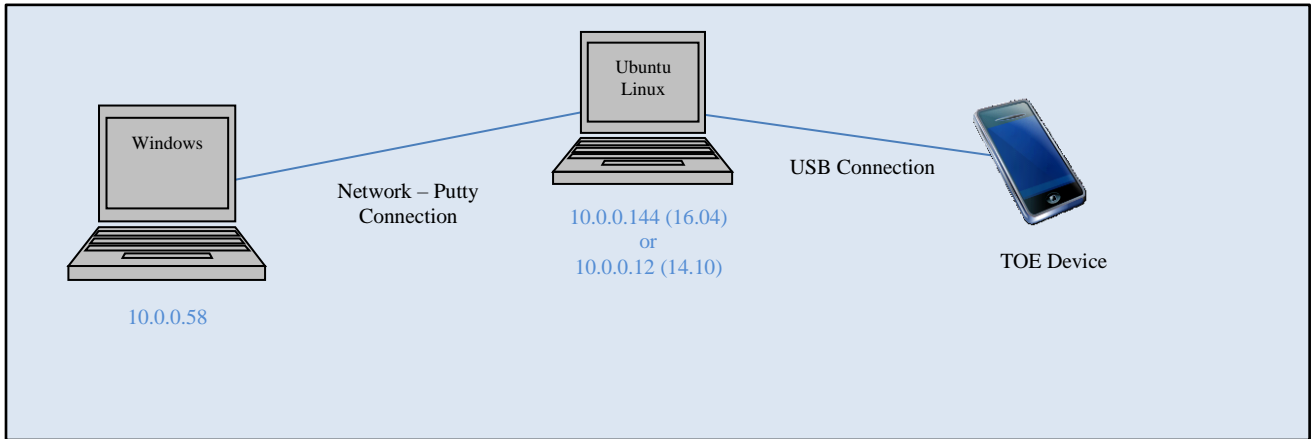 Windows
10.0.0.58
Network – Putty
Connection
Ubuntu
Linux
10.0.0.144 (16.04)
or
10.0.0.12 (14.10)
USB Connection
TOE Device